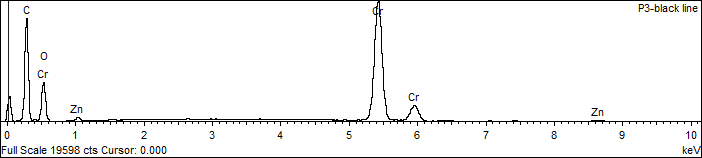 P3-black line
C
Cr
O
Cr
Zn
Cr
Zn
0 1 2 3 4 5 6 7 8 9 10
Full Scale 19598 cts Cursor: 0.000 keV